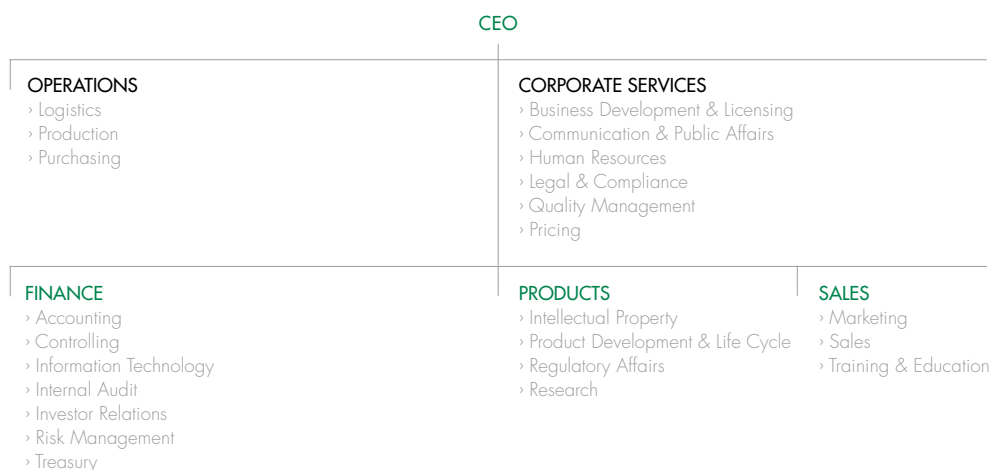 CEO
OPERATIONS
› Logistics
› Production
› Purchasing
CORPORATE SERVICES
› Business Development & Licensing
› Communication & Public Affairs
› Human Resources
› Legal & Compliance
› Quality Management
› Pricing
FINANCE
› Accounting
› Controlling
› Information Technology
› Internal Audit
› Investor Relations
› Risk Management
› Treasury
PRODUCTS
› Intellectual Property
› Product Development & Life Cycle
› Regulatory Affairs
› Research
SALES
› Marketing
› Sales
› Training & Education